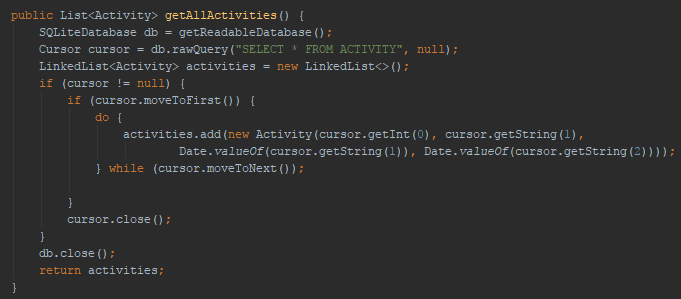 public List<Activity> getAllActivities() {
    SQLiteDatabase db = getReadableDatabase();
    Cursor cursor = db.rawQuery("SELECT * FROM ACTIVITY", null);
    LinkedList<Activity> activities = new LinkedList<>();
    if (cursor != null) {
        if (cursor.moveToFirst()) {
            do {
                activities.add(new Activity(cursor.getInt(0), cursor.getString(1),
                        Date.valueOf(cursor.getString(1)), Date.valueOf(cursor.getString(2))));
            } while (cursor.moveToNext());
        }
        cursor.close();
    }
    db.close();
    return activities;
}